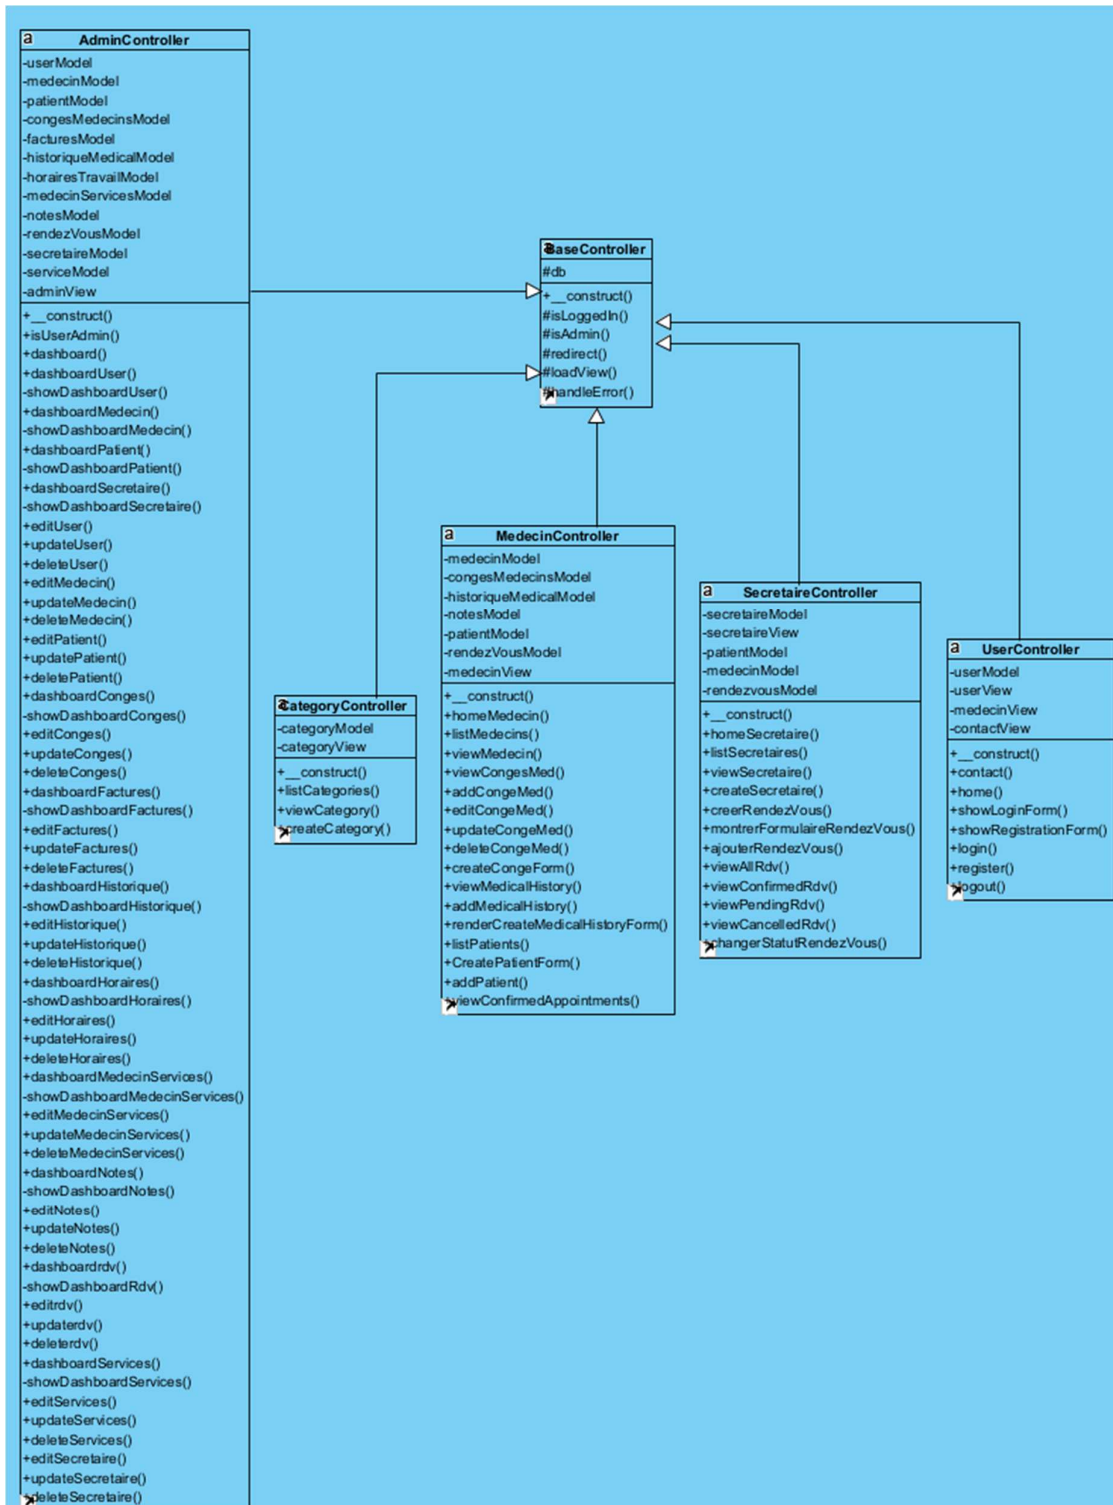 AdminController
-userModel
-medecinModel
-patientModel
-congesMedecinsModel
-facturesModel
-historiqueMedicalModel
-horairesTravailModel
-medecinServicesModel
-notesModel
-rendezVousModel
-secretaireModel
-serviceModel
-adminView
+__construct()
+isUserAdmin()
+dashboard()
+dashboardUser()
-showDashboardUser()
+dashboardMedecin()
-showDashboardMedecin()
+dashboardPatient()
-showDashboardPatient()
+dashboardSecretaire()
-showDashboardSecretaire()
+editUser()
+updateUser()
+deleteUser()
+editMedecin()
+updateMedecin()
+deleteMedecin()
+editPatient()
+updatePatient()
+deletePatient()
+dashboardConges()
-showDashboardConges()
+editConges()
+updateConges()
+deleteConges()
+dashboardFactures()
-showDashboardFactures()
+editFactures()
+updateFactures()
+deleteFactures()
+dashboardHistorique()
-showDashboardHistorique()
+editHistorique()
+updateHistorique()
+deleteHistorique()
+dashboardHoraires()
-showDashboardHoraires()
+editHoraires()
+updateHoraires()
+deleteHoraires()
+dashboardMedecinServices()
-showDashboardMedecinServices()
+editMedecinServices()
+updateMedecinServices()
+deleteMedecinServices()
+dashboardNotes()
-showDashboardNotes()
+editNotes()
+updateNotes()
+deleteNotes()
+dashboardrdv()
-showDashboardRdv()
+editrdv()
+updaterdv()
+deleterdv()
+dashboardServices()
-showDashboardServices()
+editServices()
+updateServices()
+deleteServices()
+editSecretaire()
+updateSecretaire()
+deleteSecretaire()
BaseController
#db
+__construct()
#isLoggedIn()
#isAdmin()
#redirect()
#loadView()
#handleError()
CategoryController
-categoryModel
-categoryView
+__construct()
+listCategories()
+viewCategory()
+createCategory()
MedecinController
-medecinModel
-congesMedecinsModel
-historiqueMedicalModel
-notesModel
-patientModel
-rendezVousModel
-medecinView
+__construct()
+homeMedecin()
+listMedecins()
+viewMedecin()
+viewCongesMed()
+addCongeMed()
+editCongeMed()
+updateCongeMed()
+deleteCongeMed()
+createCongeForm()
+viewMedicalHistory()
+addMedicalHistory()
+renderCreateMedicalHistoryForm()
+listPatients()
+CreatePatientForm()
+addPatient()
+viewConfirmedAppointments()
SecretaireController
-secretaireModel
-secretaireView
-patientModel
-medecinModel
-rendezvousModel
+__construct()
+homeSecretaire()
+listSecretaires()
+viewSecretaire()
+createSecretaire()
+creerRendezVous()
+montrerFormulaireRendezVous()
+ajouterRendezVous()
+viewAllRdv()
+viewConfirmedRdv()
+viewPendingRdv()
+viewCancelledRdv()
+changerStatutRendezVous()
UserController
-userModel
-userView
-medecinView
-contactView
+__construct()
+contact()
+home()
+showLoginForm()
+showRegistrationForm()
+login()
+register()
+logout()